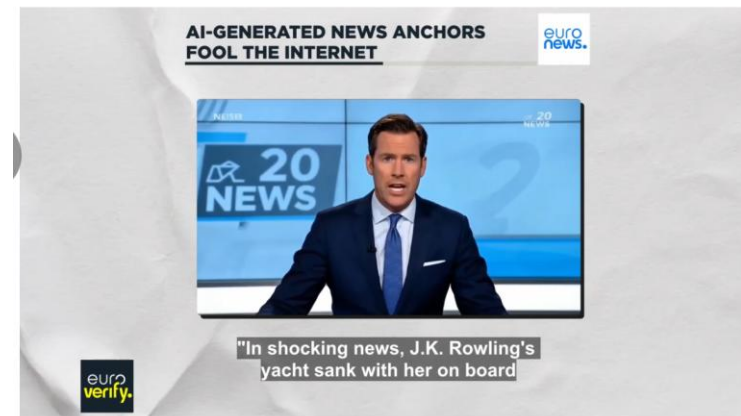 AI-GENERATED NEWS ANCHORS
FOOL THE INTERNET
euro
news.
20
NEWS
20
NEWS
"In shocking news, J.K. Rowling's
yacht sank with her on board
euro
verify.